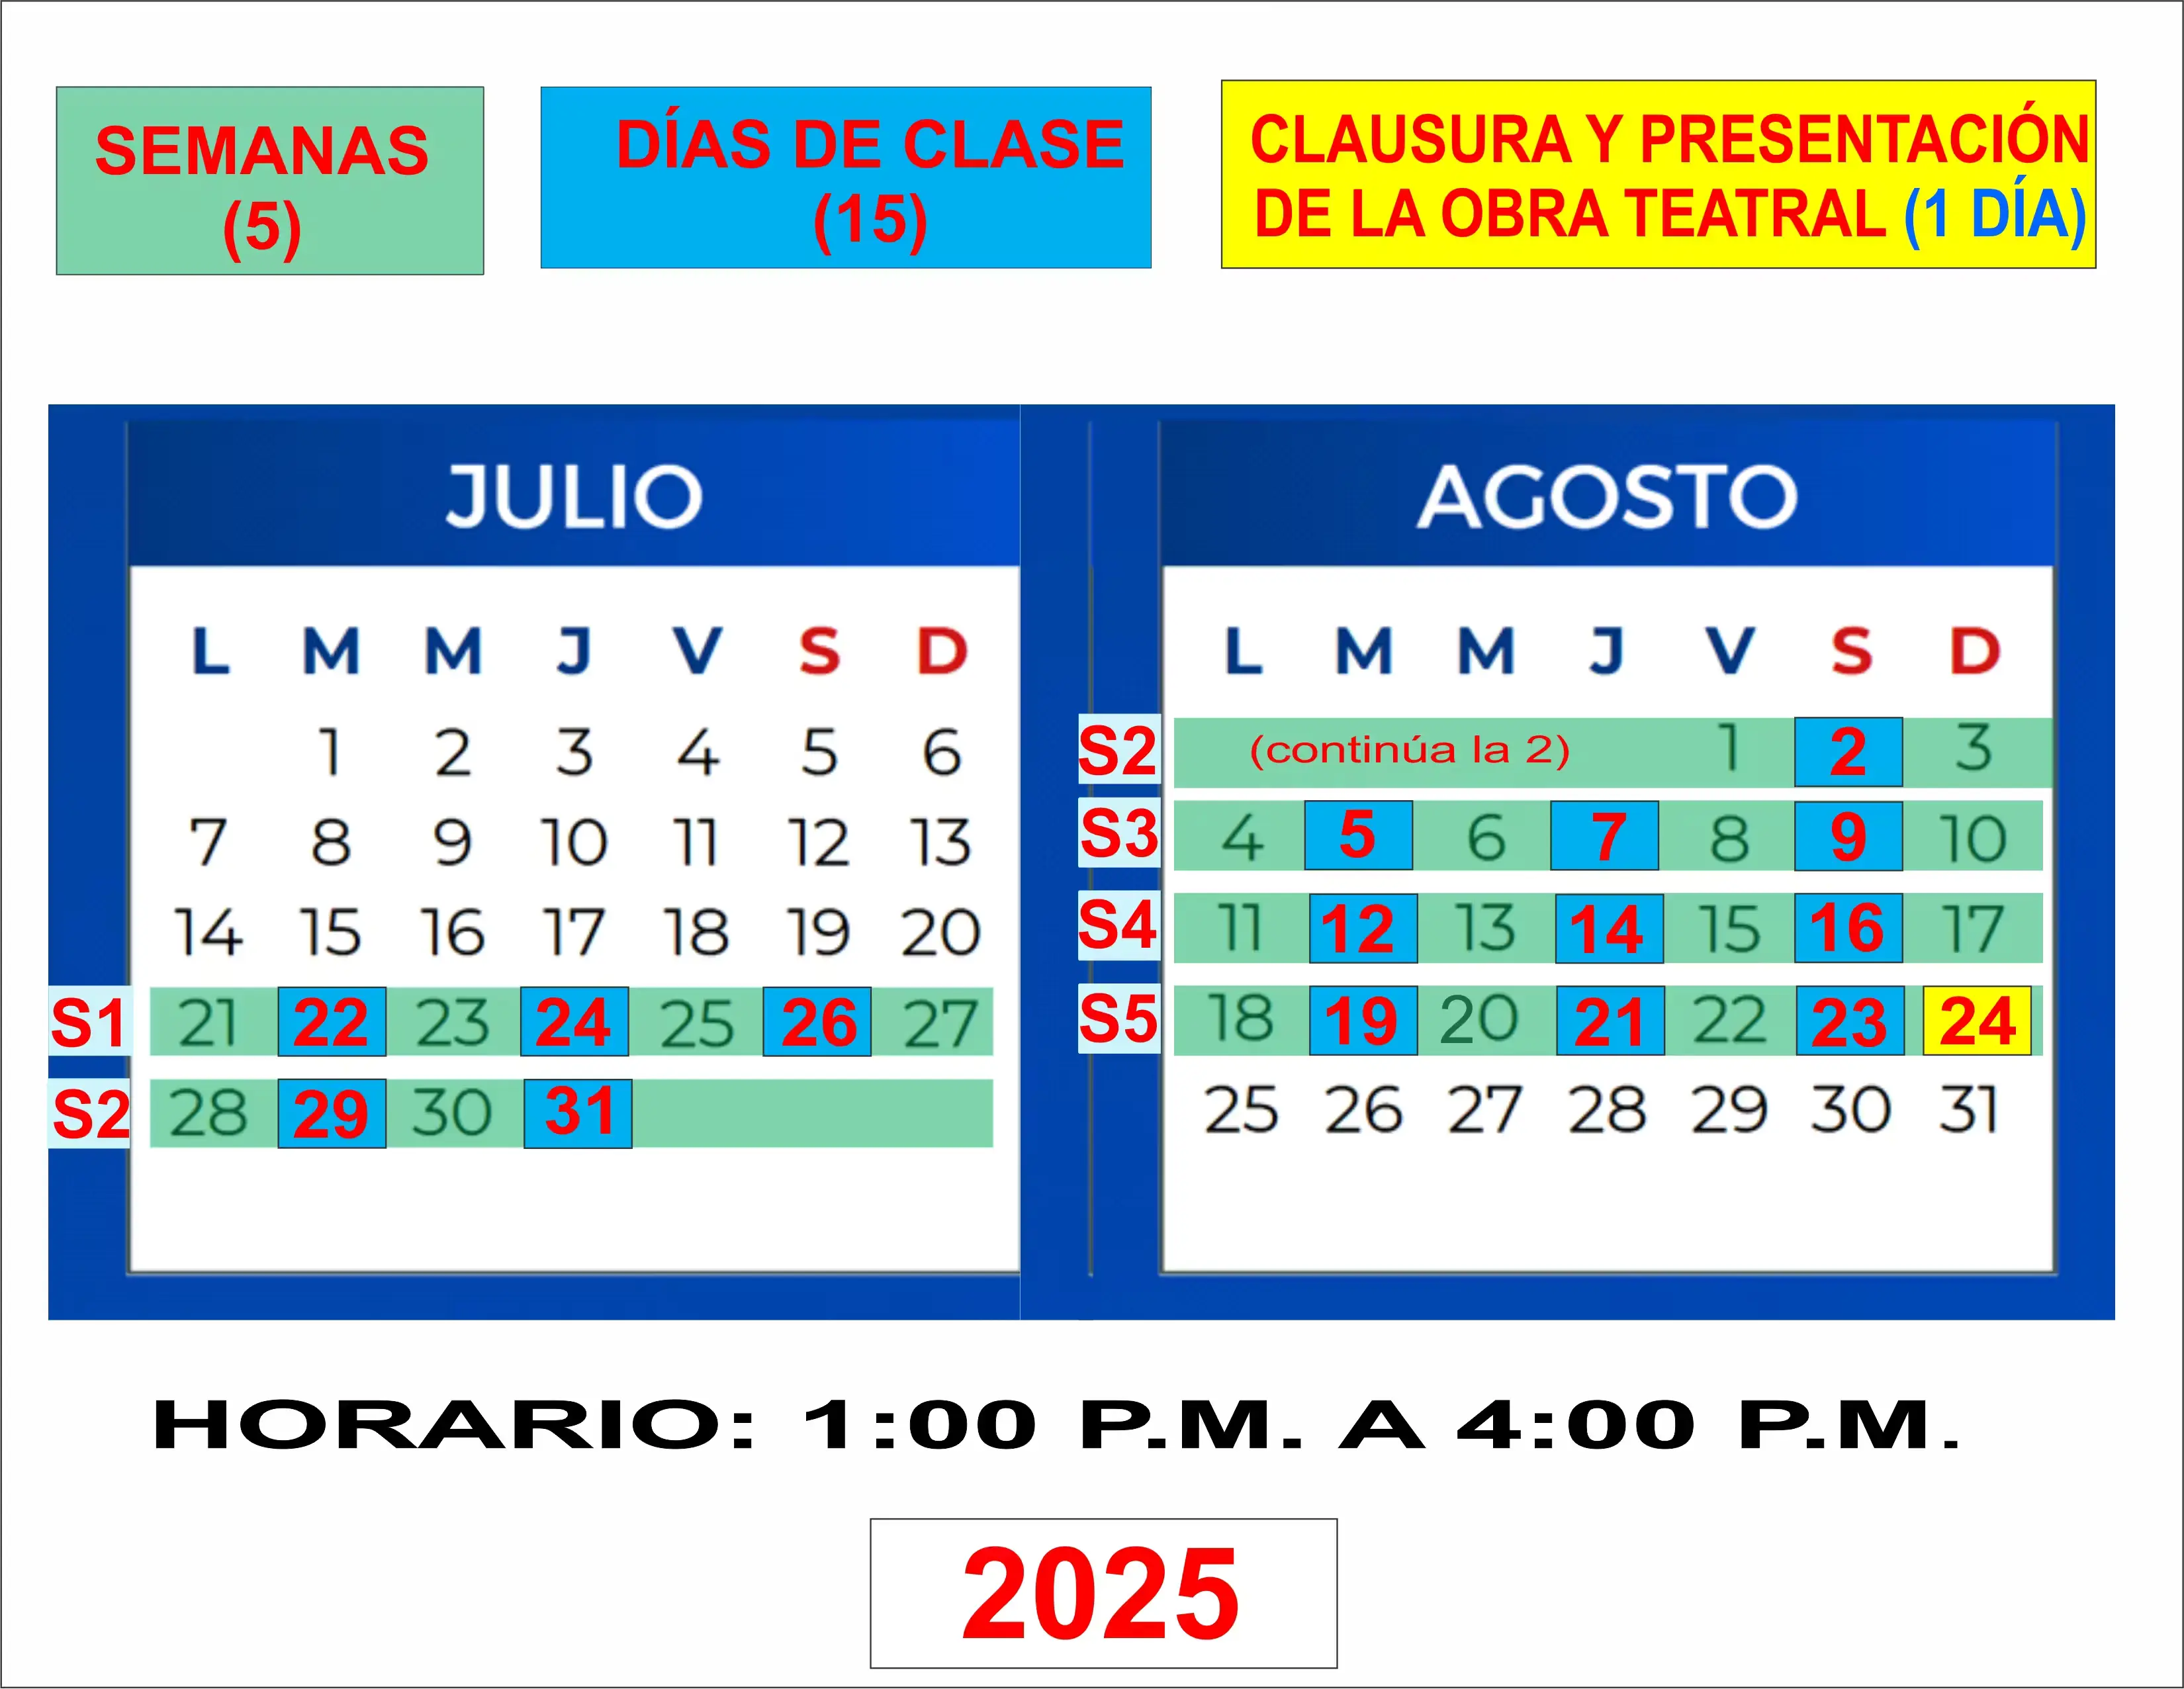 SEMANAS
(5)
DÍAS DE CLASE
(15)
CLAUSURA Y PRESENTACIÓN
DE LA OBRA TEATRAL (1 DÍA)
JULIO
L M M J V S D
1 2 3 4 5 6
7 8 9 10 11 12 13
14 15 16 17 18 19 20
S1 21 22 23 24 25 26 27
S2 28 29 30 31
AGOSTO
L M M J V S D
S2 (continúa la 2) 1 2 3
S3 4 5 6 7 8 9 10
S4 11 12 13 14 15 16 17
S5 18 19 20 21 22 23 24
25 26 27 28 29 30 31
HORARIO: 1:00 P.M. A 4:00 P.M.
2025